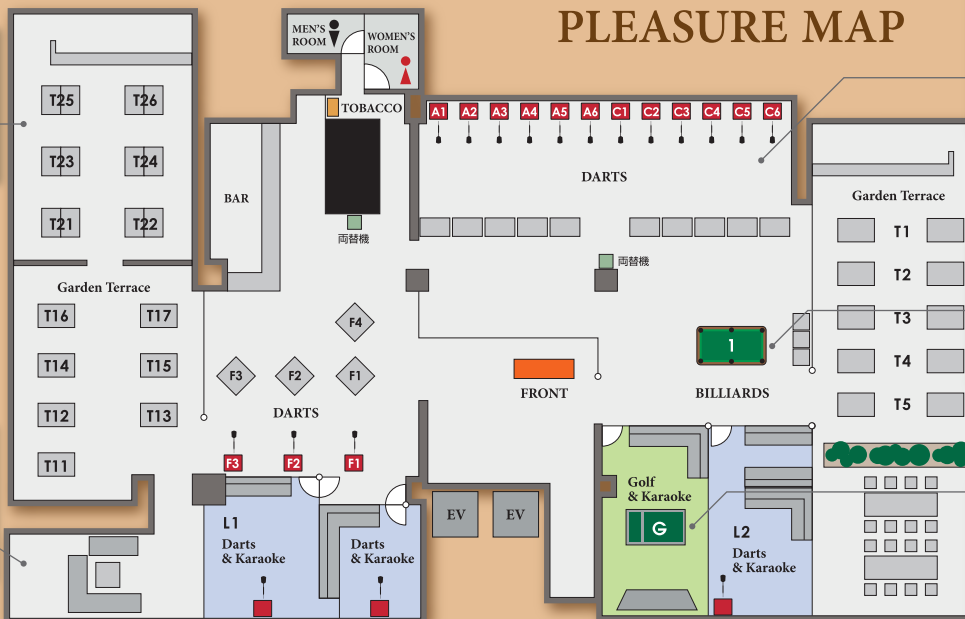 PLEASURE MAP
MEN'S
ROOM
WOMEN'S
ROOM
TOBACCO
A1 A2 A3 A4 A5 A6 C1 C2 C3 C4 C5 C6
DARTS
T25 T26
T23 T24
T21 T22
BAR
両替機
両替機
Garden Terrace
T1
T2
T3
T4
T5
Garden Terrace
T16 T17
T14 T15
T12 T13
T11
F4
F3 F2 F1
DARTS
F3 F2 F1
FRONT
1
BILLIARDS
EV EV
L1
Darts
& Karaoke
Darts
& Karaoke
Golf
& Karaoke
G
L2
Darts
& Karaoke